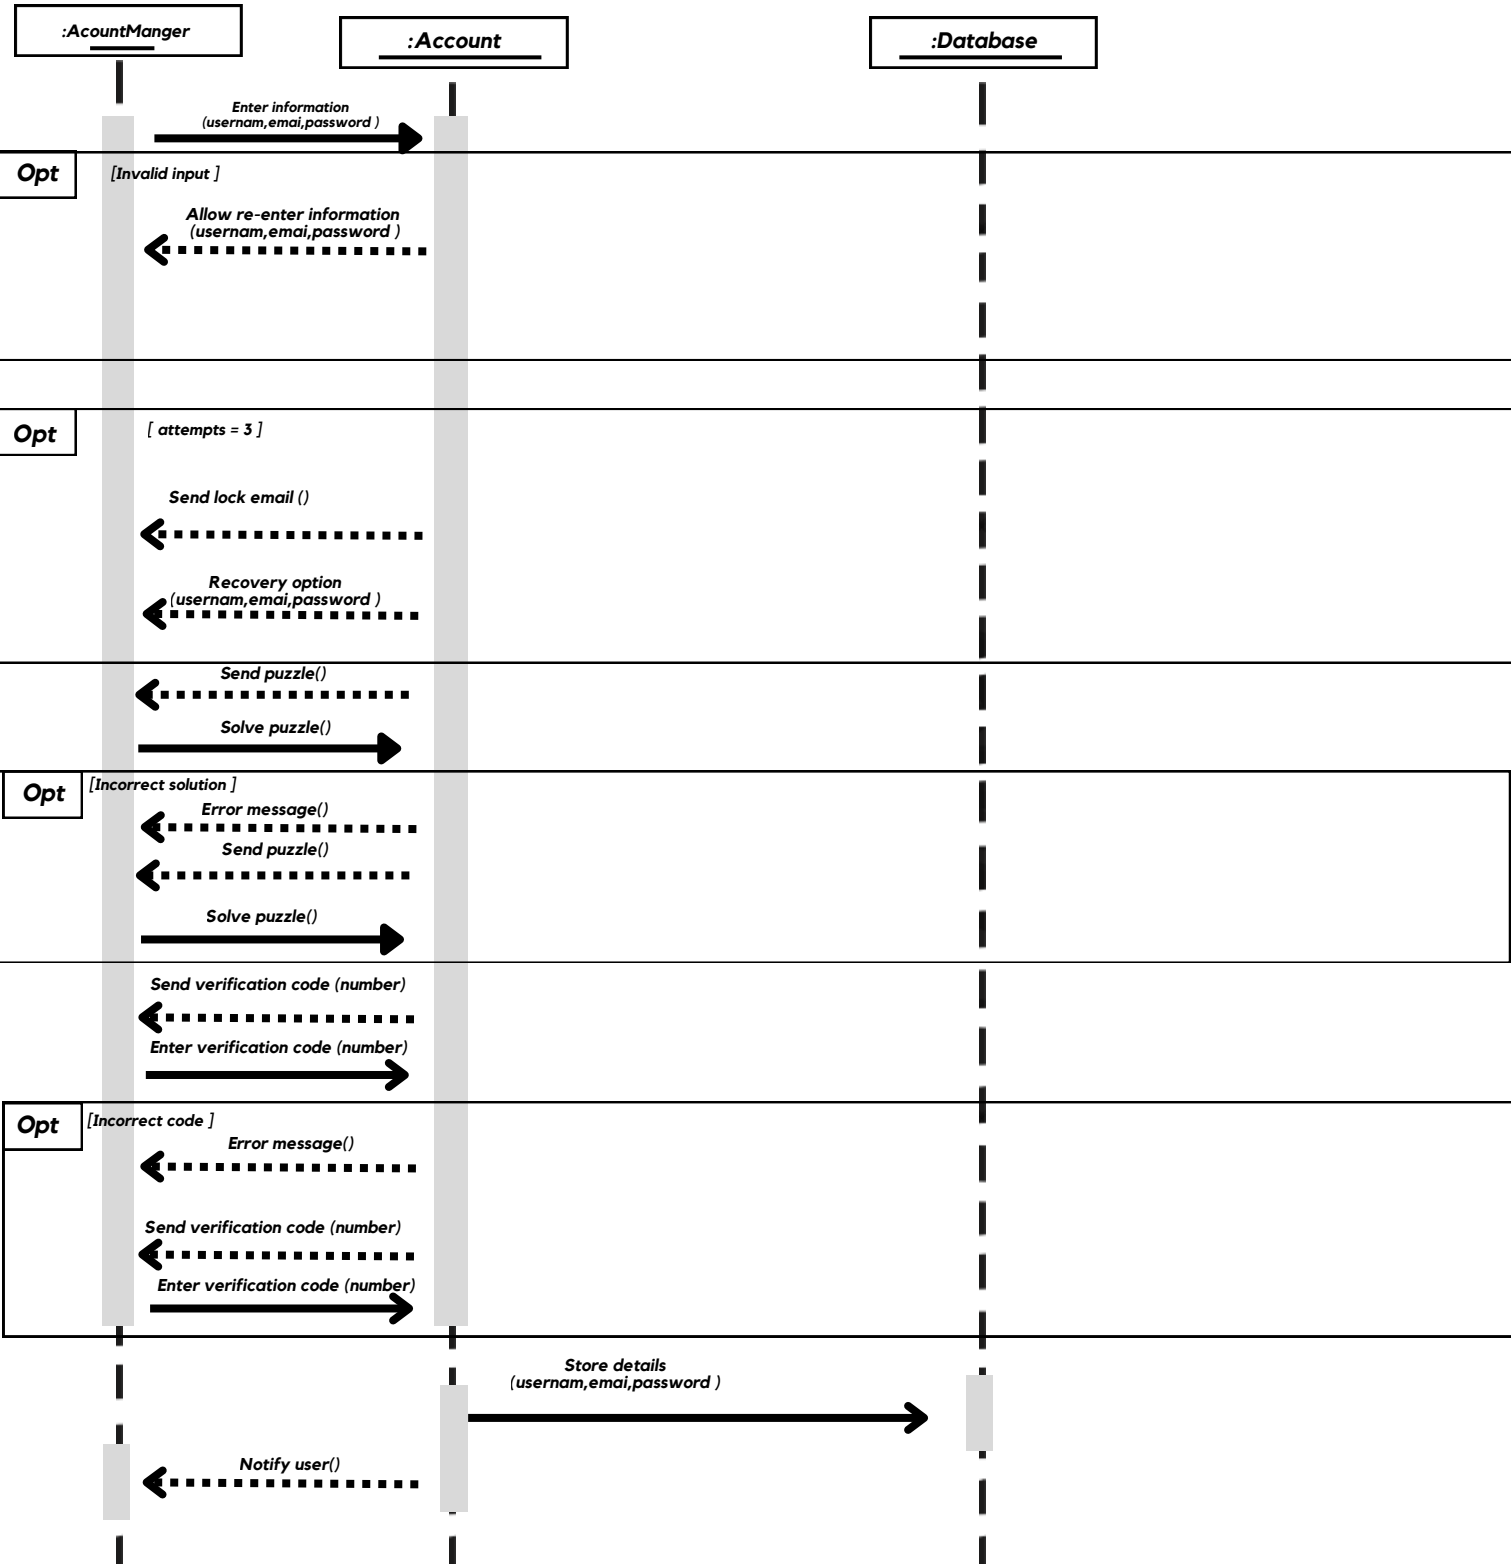 :AcountManger
:Account
:Database
Enter information
(usernam,emai,password )
Opt
[Invalid input ]
Allow re-enter information
(usernam,emai,password )
Opt
[ attempts = 3 ]
Send lock email ()
Recovery option
(usernam,emai,password )
Send puzzle()
Solve puzzle()
Opt
[Incorrect solution ]
Error message()
Send puzzle()
Solve puzzle()
Send verification code (number)
Enter verification code (number)
Opt
[Incorrect code ]
Error message()
Send verification code (number)
Enter verification code (number)
Store details
(usernam,emai,password )
Notify user()